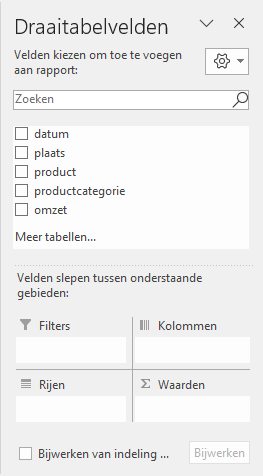 Draaitabelvelden
Velden kiezen om toe te voegen
aan rapport:
Zoeken
datum
plaats
product
productcategorie
omzet
Meer tabellen...
Velden slepen tussen onderstaande
gebieden:
Filters
Kolommen
Rijen
Σ Waarden
Bijwerken van indeling ...
Bijwerken